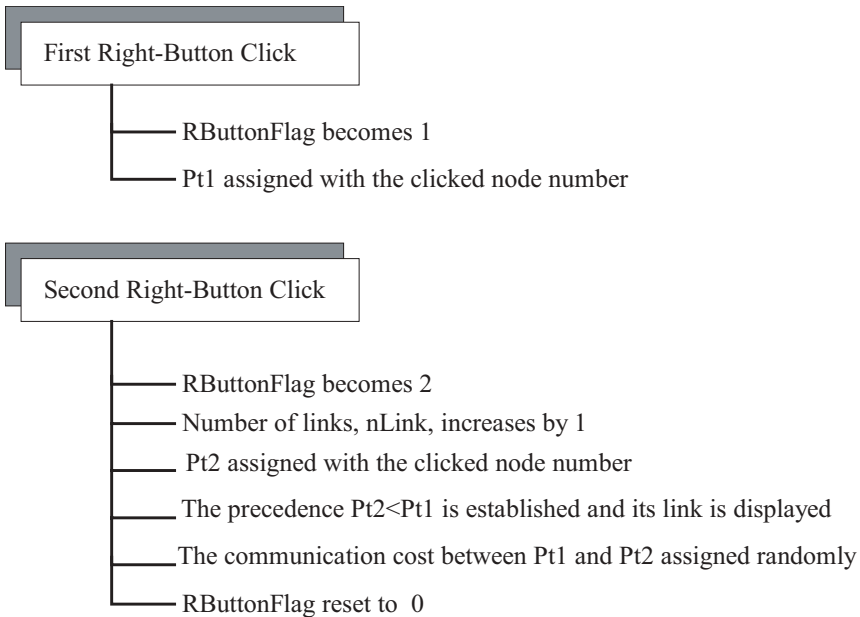 First Right-Button Click
RButtonFlag becomes 1
Pt1 assigned with the clicked node number
Second Right-Button Click
RButtonFlag becomes 2
Number of links, nLink, increases by 1
Pt2 assigned with the clicked node number
The precedence Pt2<Pt1 is established and its link is displayed
The communication cost between Pt1 and Pt2 assigned randomly
RButtonFlag reset to 0